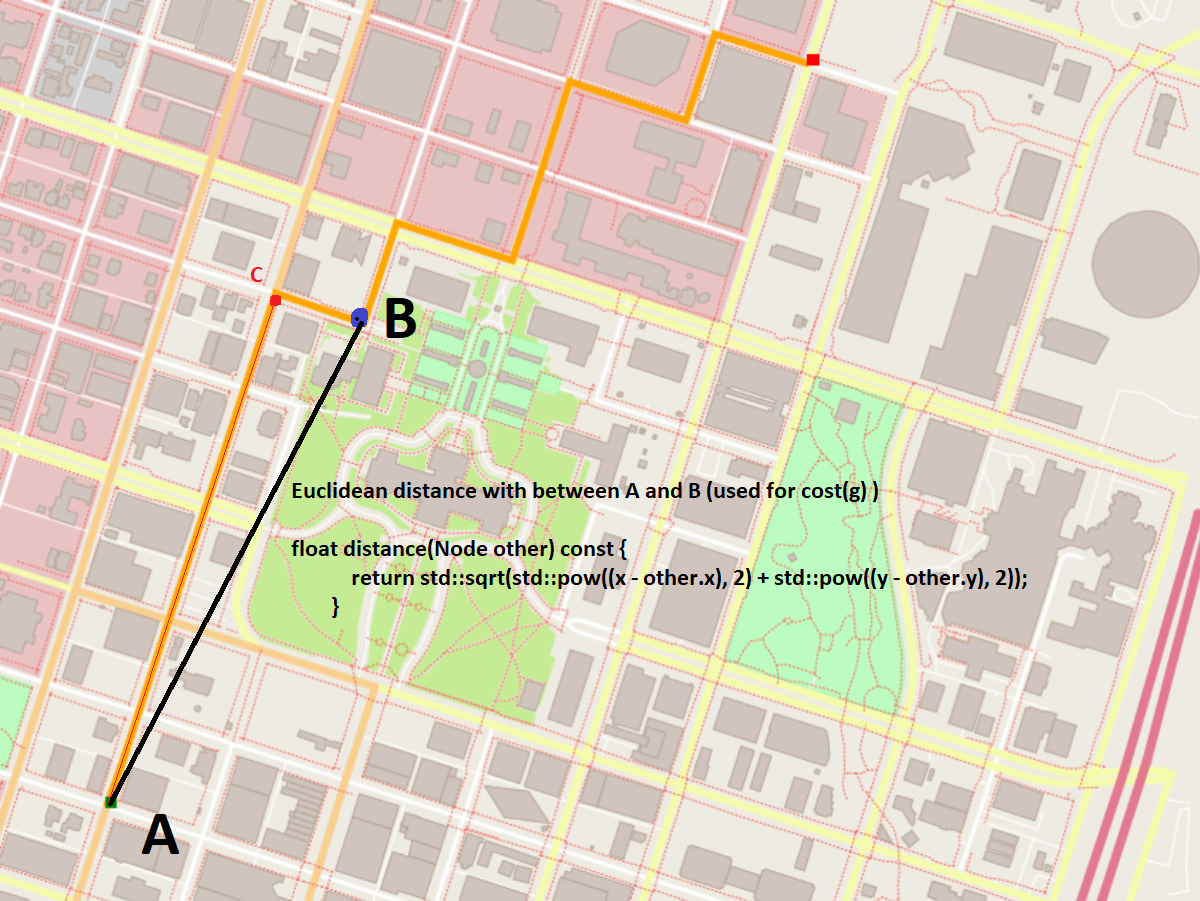 C
B
Euclidean distance with between A and B (used for cost(g) )
float distance(Node other) const {
return std::sqrt(std::pow((x - other.x), 2) + std::pow((y - other.y), 2));
}
A